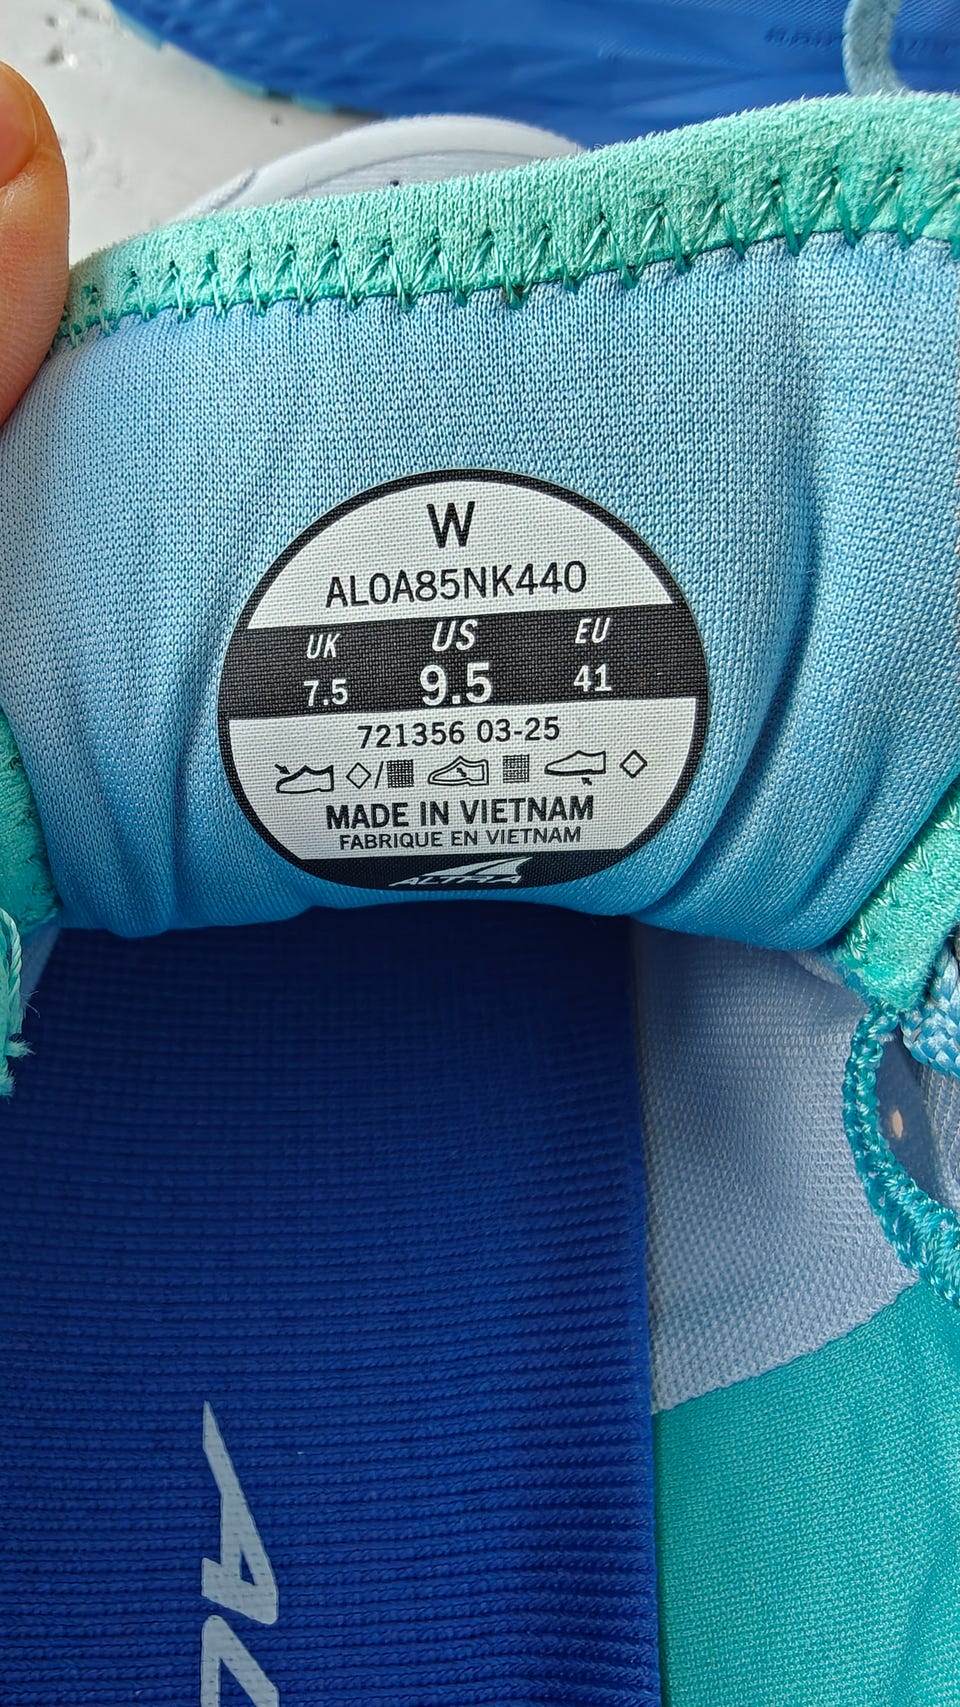 W
AL0A85NK440
UK US EU
7.5 9.5 41
721356 03-25
MADE IN VIETNAM
FABRIQUE EN VIETNAM
ALTRA